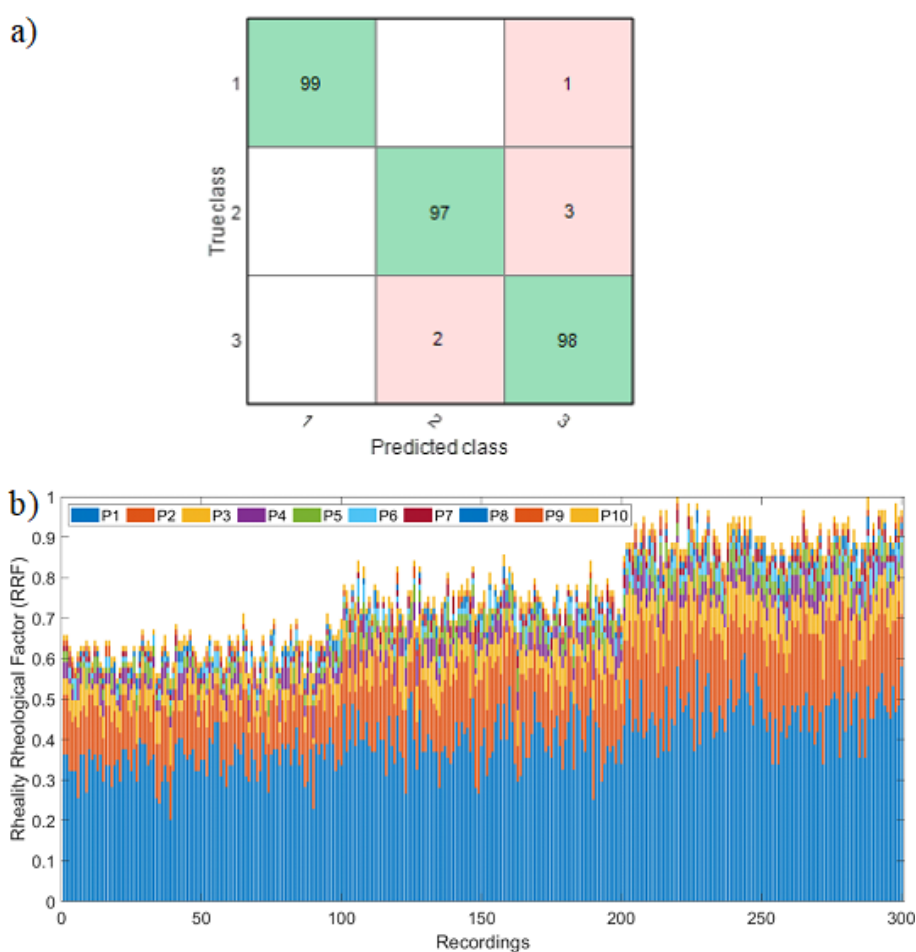 a)
1
99
1
True class
2
97
3
3
2
98
1
2
3
Predicted class
b)
1
P1 P2 P3 P4 P5 P6 P7 P8 P9 P10
0.9
0.8
0.7
0.6
0.5
0.4
0.3
0.2
0.1
0
Rheality Rheological Factor (RRF)
0 50 100 150 200 250 300
Recordings